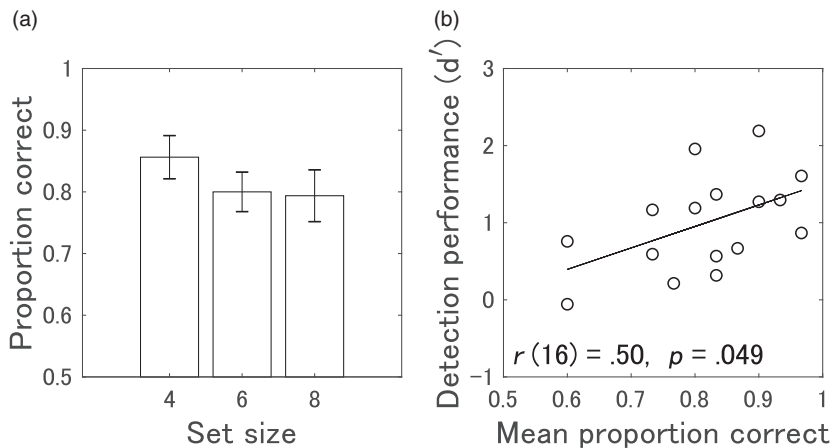 (a)
Proportion correct
1
0.9
0.8
0.7
0.6
0.5
4
6
8
Set size
(b)
Detection performance (d′)
3
2
1
0
-1
r (16) = .50, p = .049
0.5
0.6
0.7
0.8
0.9
1
Mean proportion correct